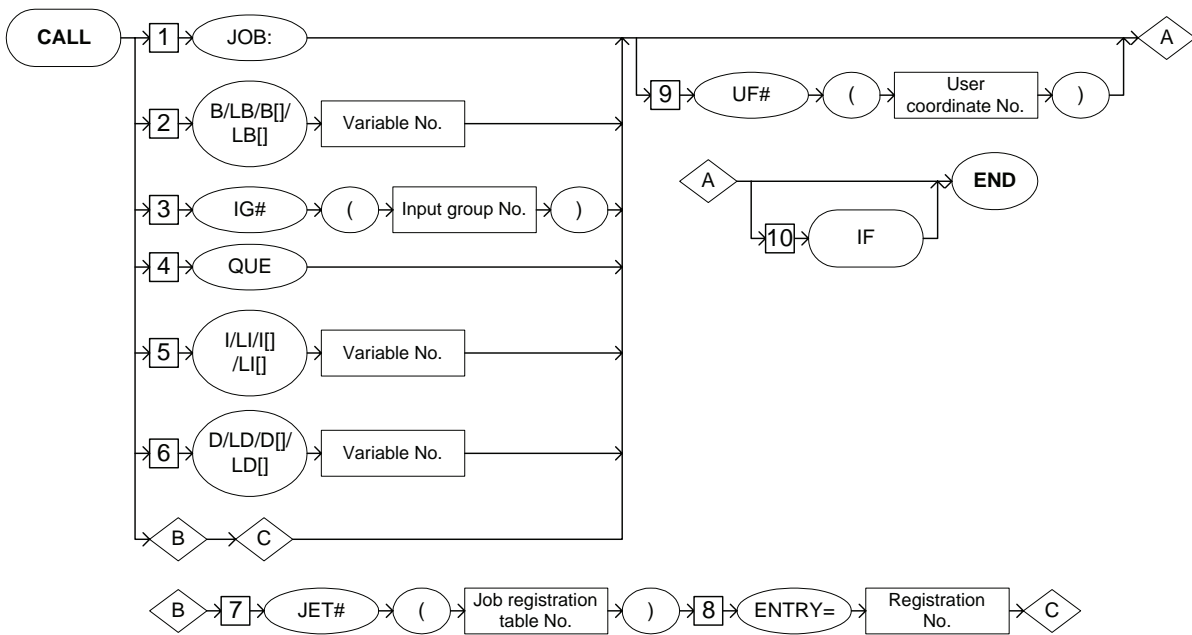 CALL
1 JOB: A
9 UF# ( User coordinate No. )
2 B/LB/B[]/
LB[] Variable No.
A END
3 IG# ( Input group No. )
10 IF
4 QUE
5 I/LI/I[]
/LI[] Variable No.
6 D/LD/D[]/
LD[] Variable No.
B C
B 7 JET# ( Job registration
table No. ) 8 ENTRY= Registration
No. C